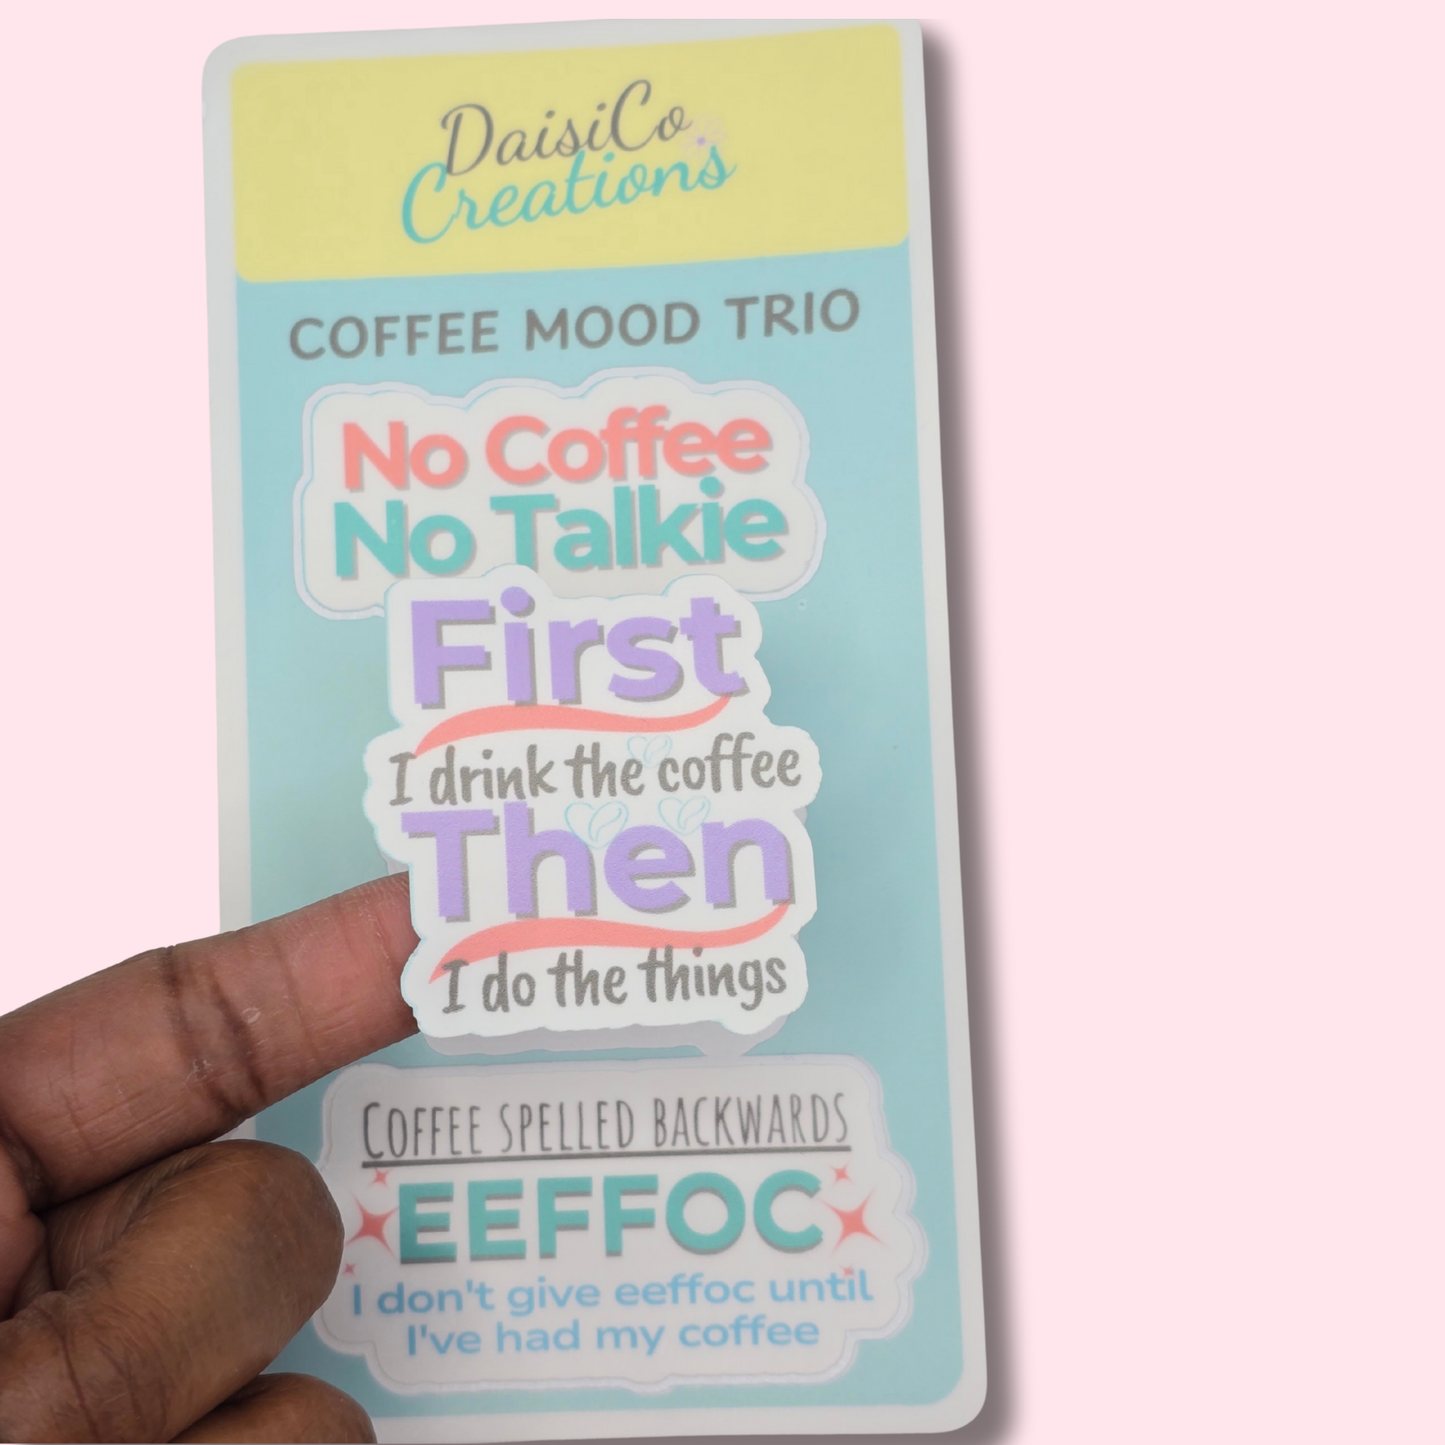 DaisiCo
Creations
COFFEE MOOD TRIO
No Coffee
No Talkie
First
I drink the coffee
Then
I do the things
COFFEE SPELLED BACKWARDS
EEFFOC
I don't give eeffoc until
I've had my coffee